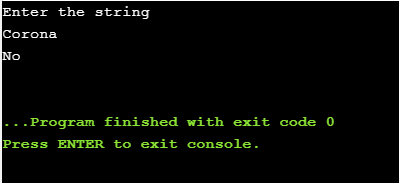 Enter the string
Corona
No
...Program finished with exit code 0
Press ENTER to exit console.